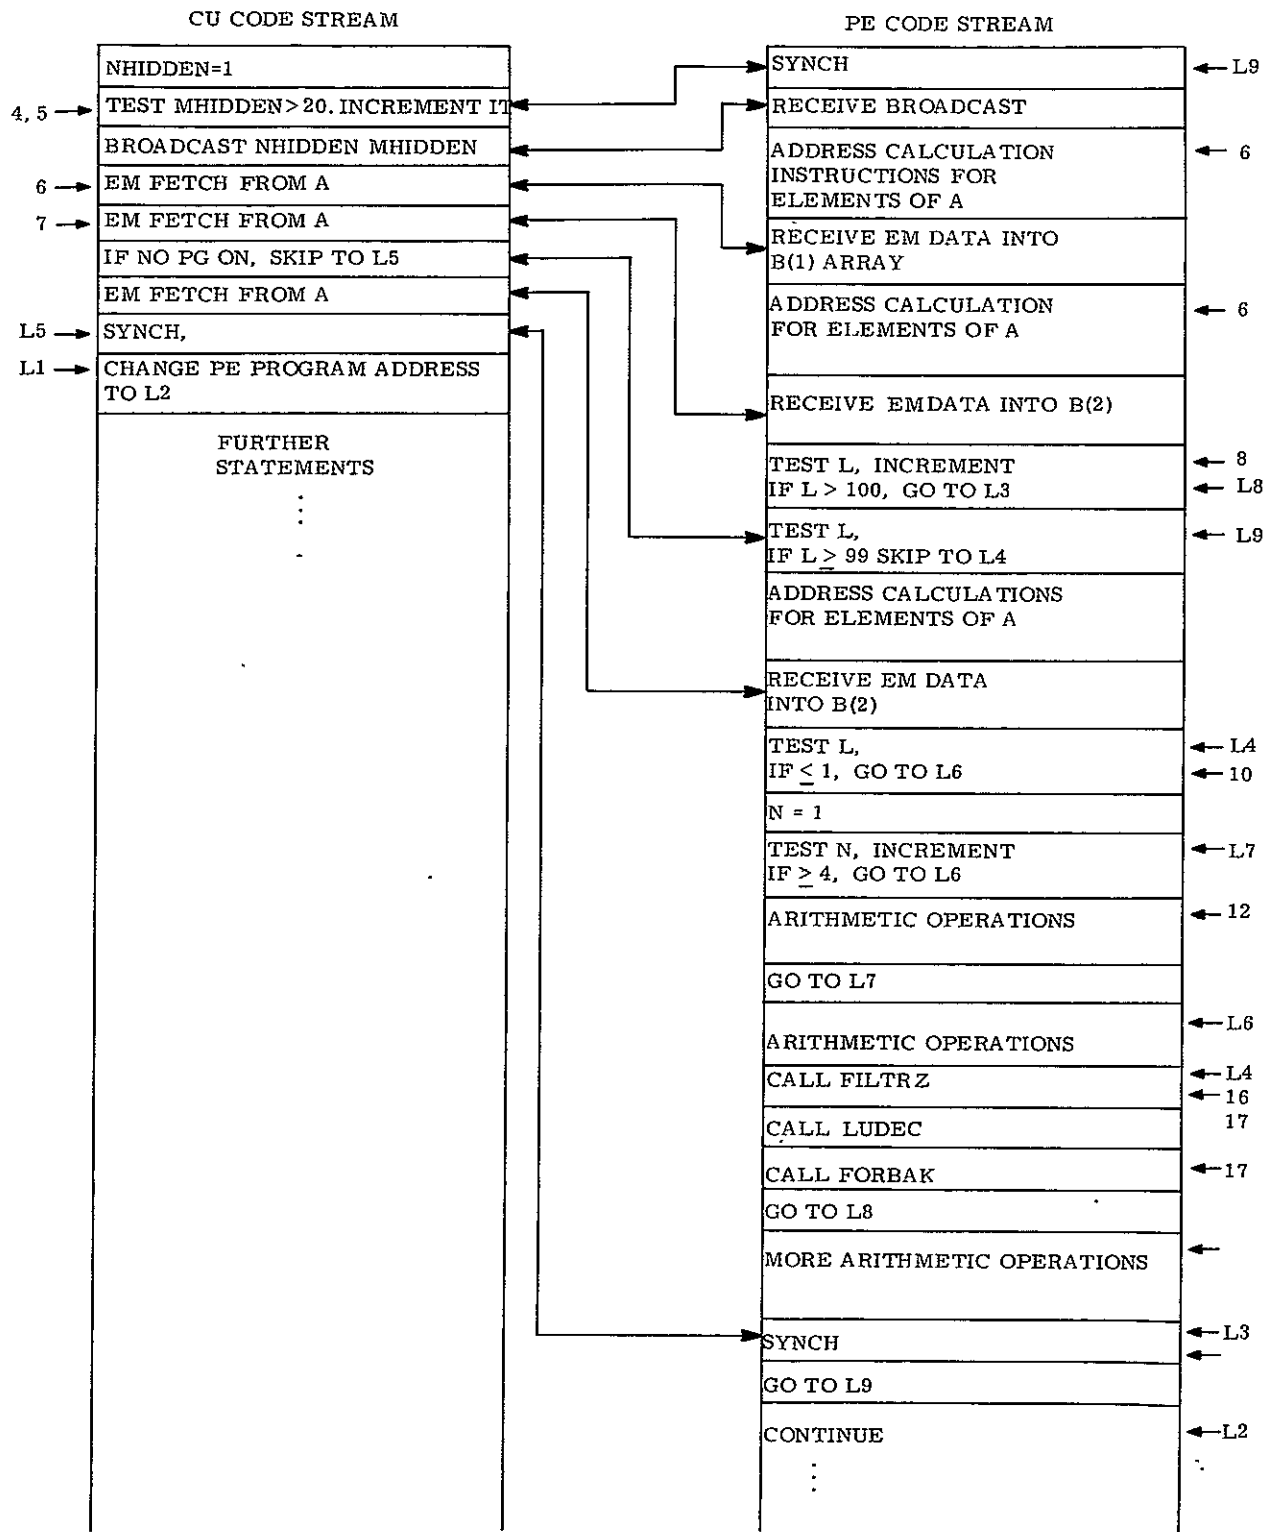 CU CODE STREAM
NHIDDEN=1
4, 5
TEST MHIDDEN>20. INCREMENT IT
BROADCAST NHIDDEN MHIDDEN
6
EM FETCH FROM A
7
EM FETCH FROM A
IF NO PG ON, SKIP TO L5
EM FETCH FROM A
L5
SYNCH,
L1
CHANGE PE PROGRAM ADDRESS
TO L2
FURTHER
STATEMENTS
PE CODE STREAM
SYNCH
L9
RECEIVE BROADCAST
ADDRESS CALCULATION
6
INSTRUCTIONS FOR
ELEMENTS OF A
RECEIVE EM DATA INTO
B(1) ARRAY
ADDRESS CALCULATION
6
FOR ELEMENTS OF A
RECEIVE EMDATA INTO B(2)
TEST L, INCREMENT
8
IF L > 100, GO TO L3
L8
TEST L,
L9
IF L ≥ 99 SKIP TO L4
ADDRESS CALCULATIONS
FOR ELEMENTS OF A
RECEIVE EM DATA
INTO B(2)
TEST L,
L4
IF ≤ 1, GO TO L6
10
N = 1
TEST N, INCREMENT
L7
IF ≥ 4, GO TO L6
ARITHMETIC OPERATIONS
12
GO TO L7
L6
ARITHMETIC OPERATIONS
CALL FILTRZ
L4
16
CALL LUDEC
17
CALL FORBAK
17
GO TO L8
MORE ARITHMETIC OPERATIONS
SYNCH
L3
GO TO L9
CONTINUE
L2